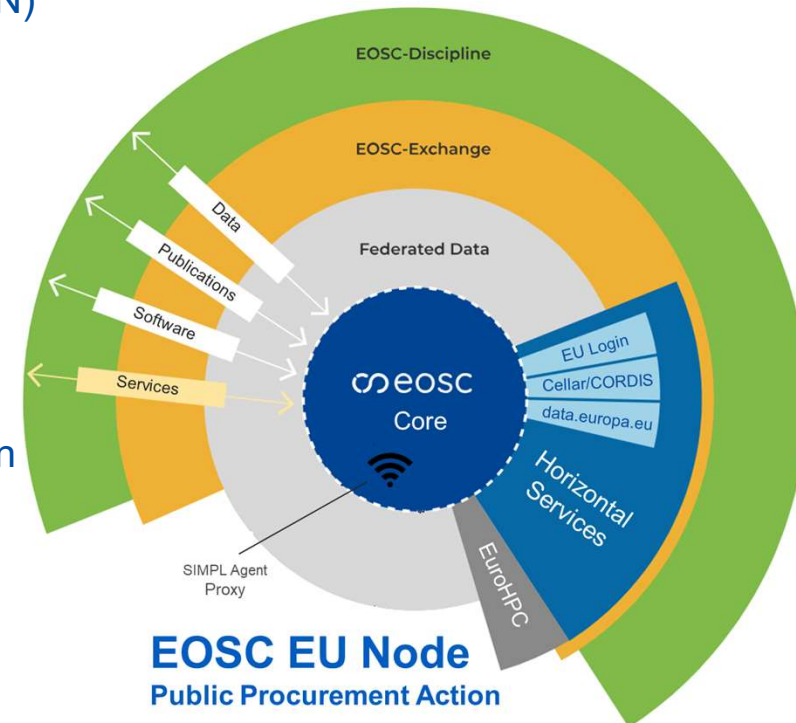 N)
EOSC-Discipline
EOSC-Exchange
Federated Data
Data
Publications
Software
Services
eosc
Core
EU Login
Cellar/CORDIS
data.europa.eu
Horizontal
Services
EuroHPC
n
SIMPL Agent
Proxy
EOSC EU Node
Public Procurement Action